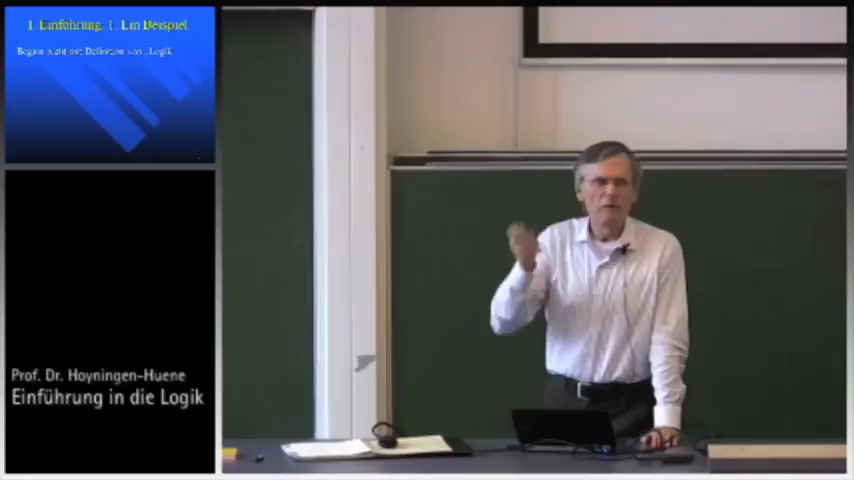 1 Einführung, 1. Ein Beispiel
Beginn nicht mit Definition von „Logik“
Prof. Dr. Hoyningen-Huene
Einführung in die Logik